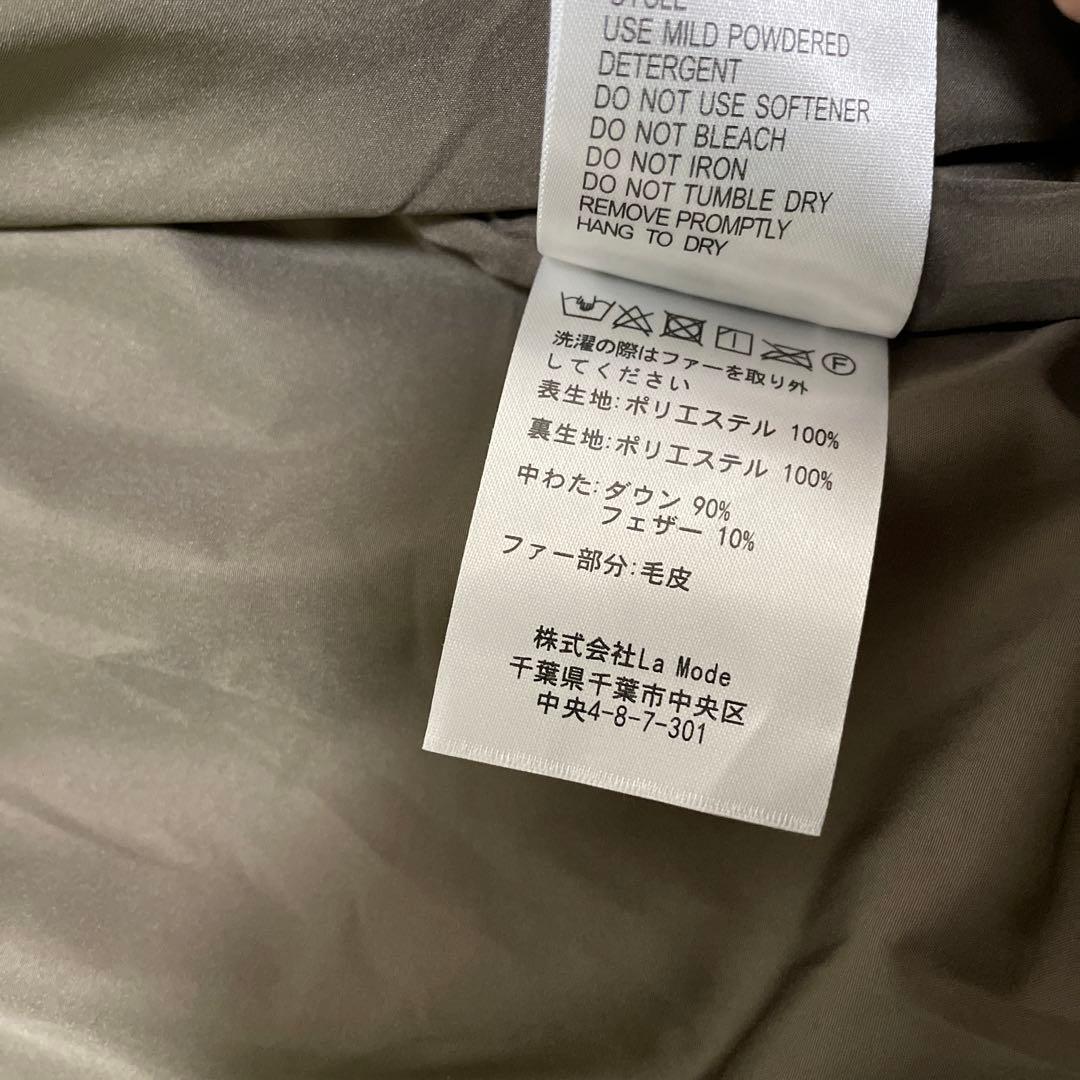 USE MILD POWDERED
DETERGENT
DO NOT USE SOFTENER
DO NOT BLEACH
DO NOT IRON
DO NOT TUMBLE DRY
REMOVE PROMPTLY
HANG TO DRY
F
洗濯の際はファーを取り外
してください
表生地:ポリエステル 100%
裏生地:ポリエステル 100%
中わた:ダウン 90%
フェザー 10%
ファー部分:毛皮
株式会社La Mode
千葉県千葉市中央区
中央4-8-7-301